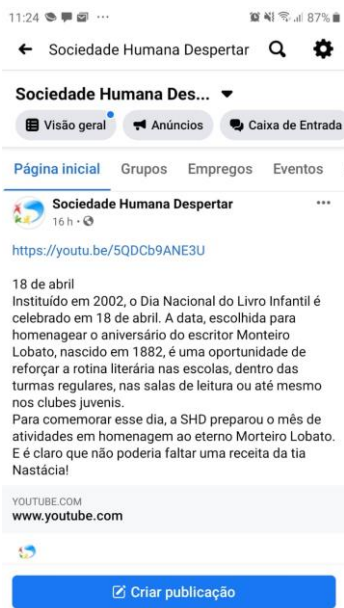 11:24
87%
Sociedade Humana Despertar
Sociedade Humana Des...
Visão geral
Anúncios
Caixa de Entrada
Página inicial
Grupos
Empregos
Eventos
Sociedade Humana Despertar
16 h ·
https://youtu.be/5QDCb9ANE3U
18 de abril
Instituído em 2002, o Dia Nacional do Livro Infantil é
celebrado em 18 de abril. A data, escolhida para
homenagear o aniversário do escritor Monteiro
Lobato, nascido em 1882, é uma oportunidade de
reforçar a rotina literária nas escolas, dentro das
turmas regulares, nas salas de leitura ou até mesmo
nos clubes juvenis.
Para comemorar esse dia, a SHD preparou o mês de
atividades em homenagem ao eterno Morteiro Lobato.
E é claro que não poderia faltar uma receita da tia
Nastácia!
YOUTUBE.COM
www.youtube.com
Criar publicação